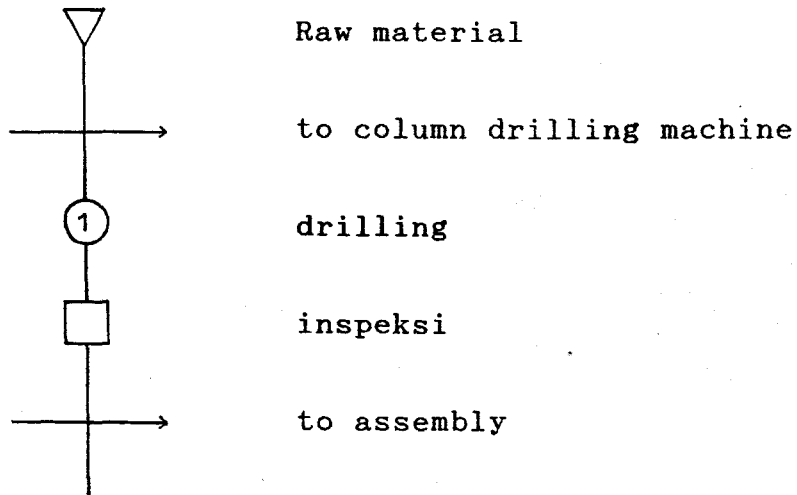 Raw material
to column drilling machine
1
drilling
inspeksi
to assembly